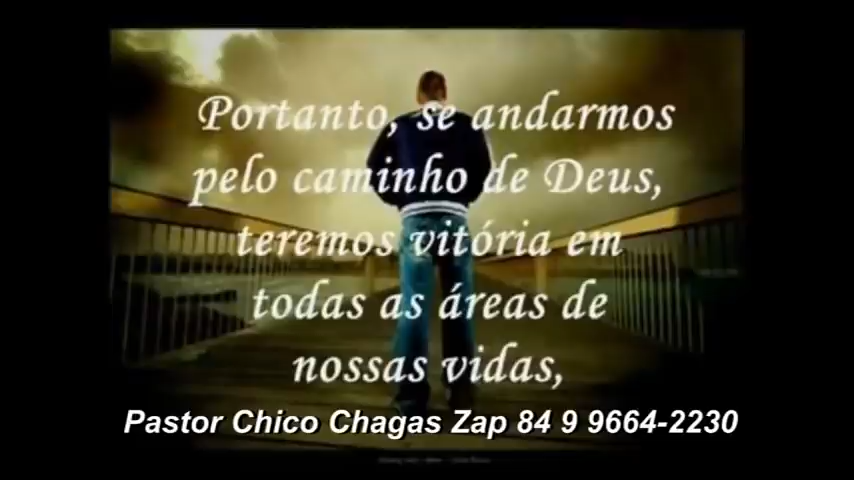 Portanto, se andarmos
pelo caminho de Deus,
teremos vitória em
todas as áreas de
nossas vidas,
Pastor Chico Chagas Zap 84 9 9664-2230